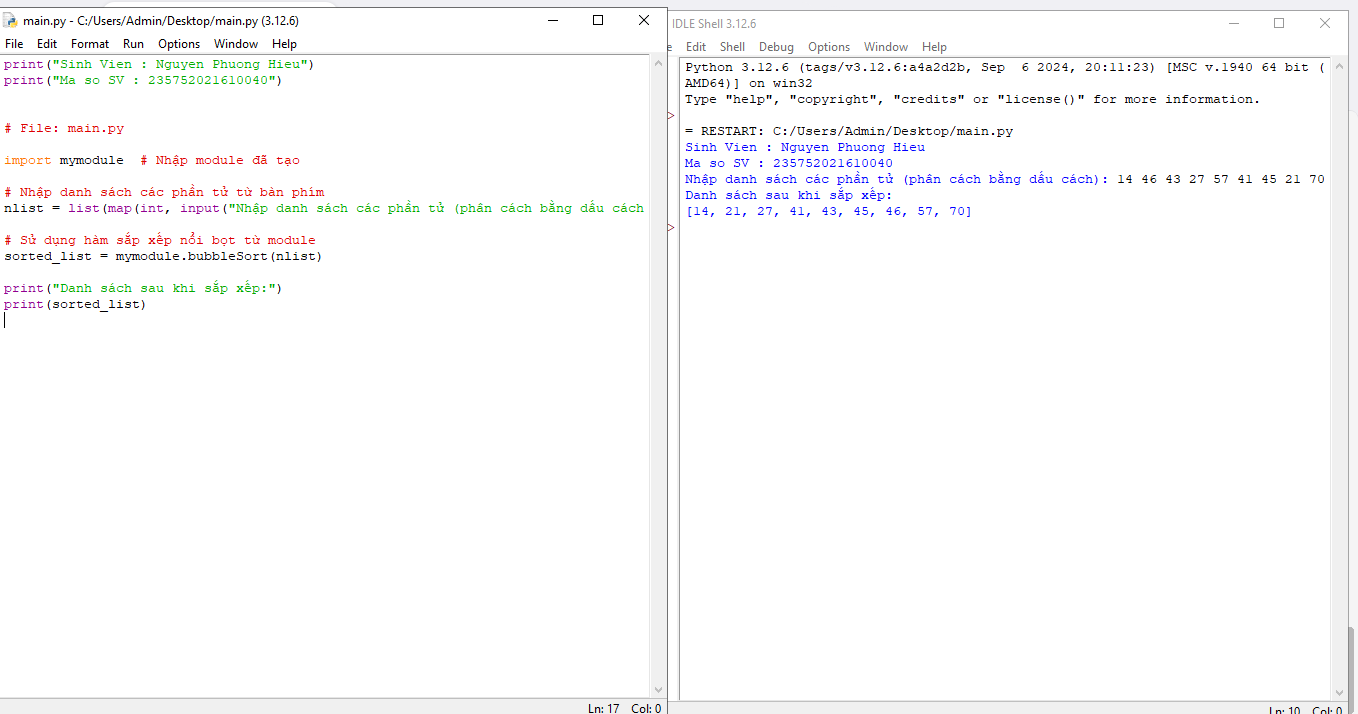 main.py - C:/Users/Admin/Desktop/main.py (3.12.6)
File Edit Format Run Options Window Help
print("Sinh Vien : Nguyen Phuong Hieu")
print("Ma so SV : 235752021610040")
# File: main.py
import mymodule  # Nhập module đã tạo
# Nhập danh sách các phần tử từ bàn phím
nlist = list(map(int, input("Nhập danh sách các phần tử (phân cách bằng dấu cách
# Sử dụng hàm sắp xếp nổi bọt từ module
sorted_list = mymodule.bubbleSort(nlist)
print("Danh sách sau khi sắp xếp:")
print(sorted_list)
Ln: 17 Col: 0
IDLE Shell 3.12.6
e Edit Shell Debug Options Window Help
Python 3.12.6 (tags/v3.12.6:a4a2d2b, Sep  6 2024, 20:11:23) [MSC v.1940 64 bit (
AMD64)] on win32
Type "help", "copyright", "credits" or "license()" for more information.
>
= RESTART: C:/Users/Admin/Desktop/main.py
Sinh Vien : Nguyen Phuong Hieu
Ma so SV : 235752021610040
Nhập danh sách các phần tử (phân cách bằng dấu cách): 14 46 43 27 57 41 45 21 70
Danh sách sau khi sắp xếp:
[14, 21, 27, 41, 43, 45, 46, 57, 70]
>
Ln: 10 Col: 0